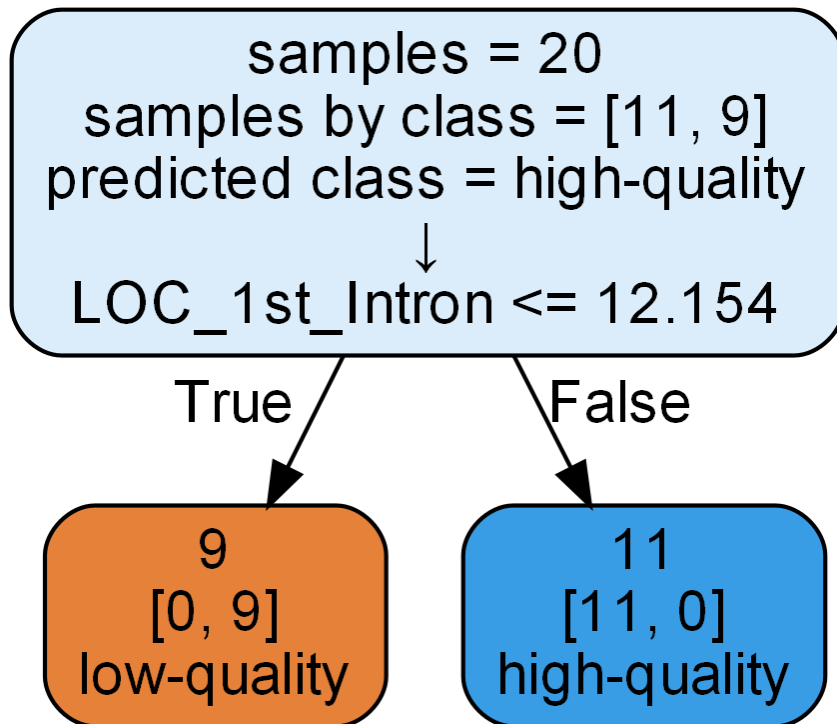 samples = 20
samples by class = [11, 9]
predicted class = high-quality
↓
LOC_1st_Intron <= 12.154
True
False
9
[0, 9]
low-quality
11
[11, 0]
high-quality